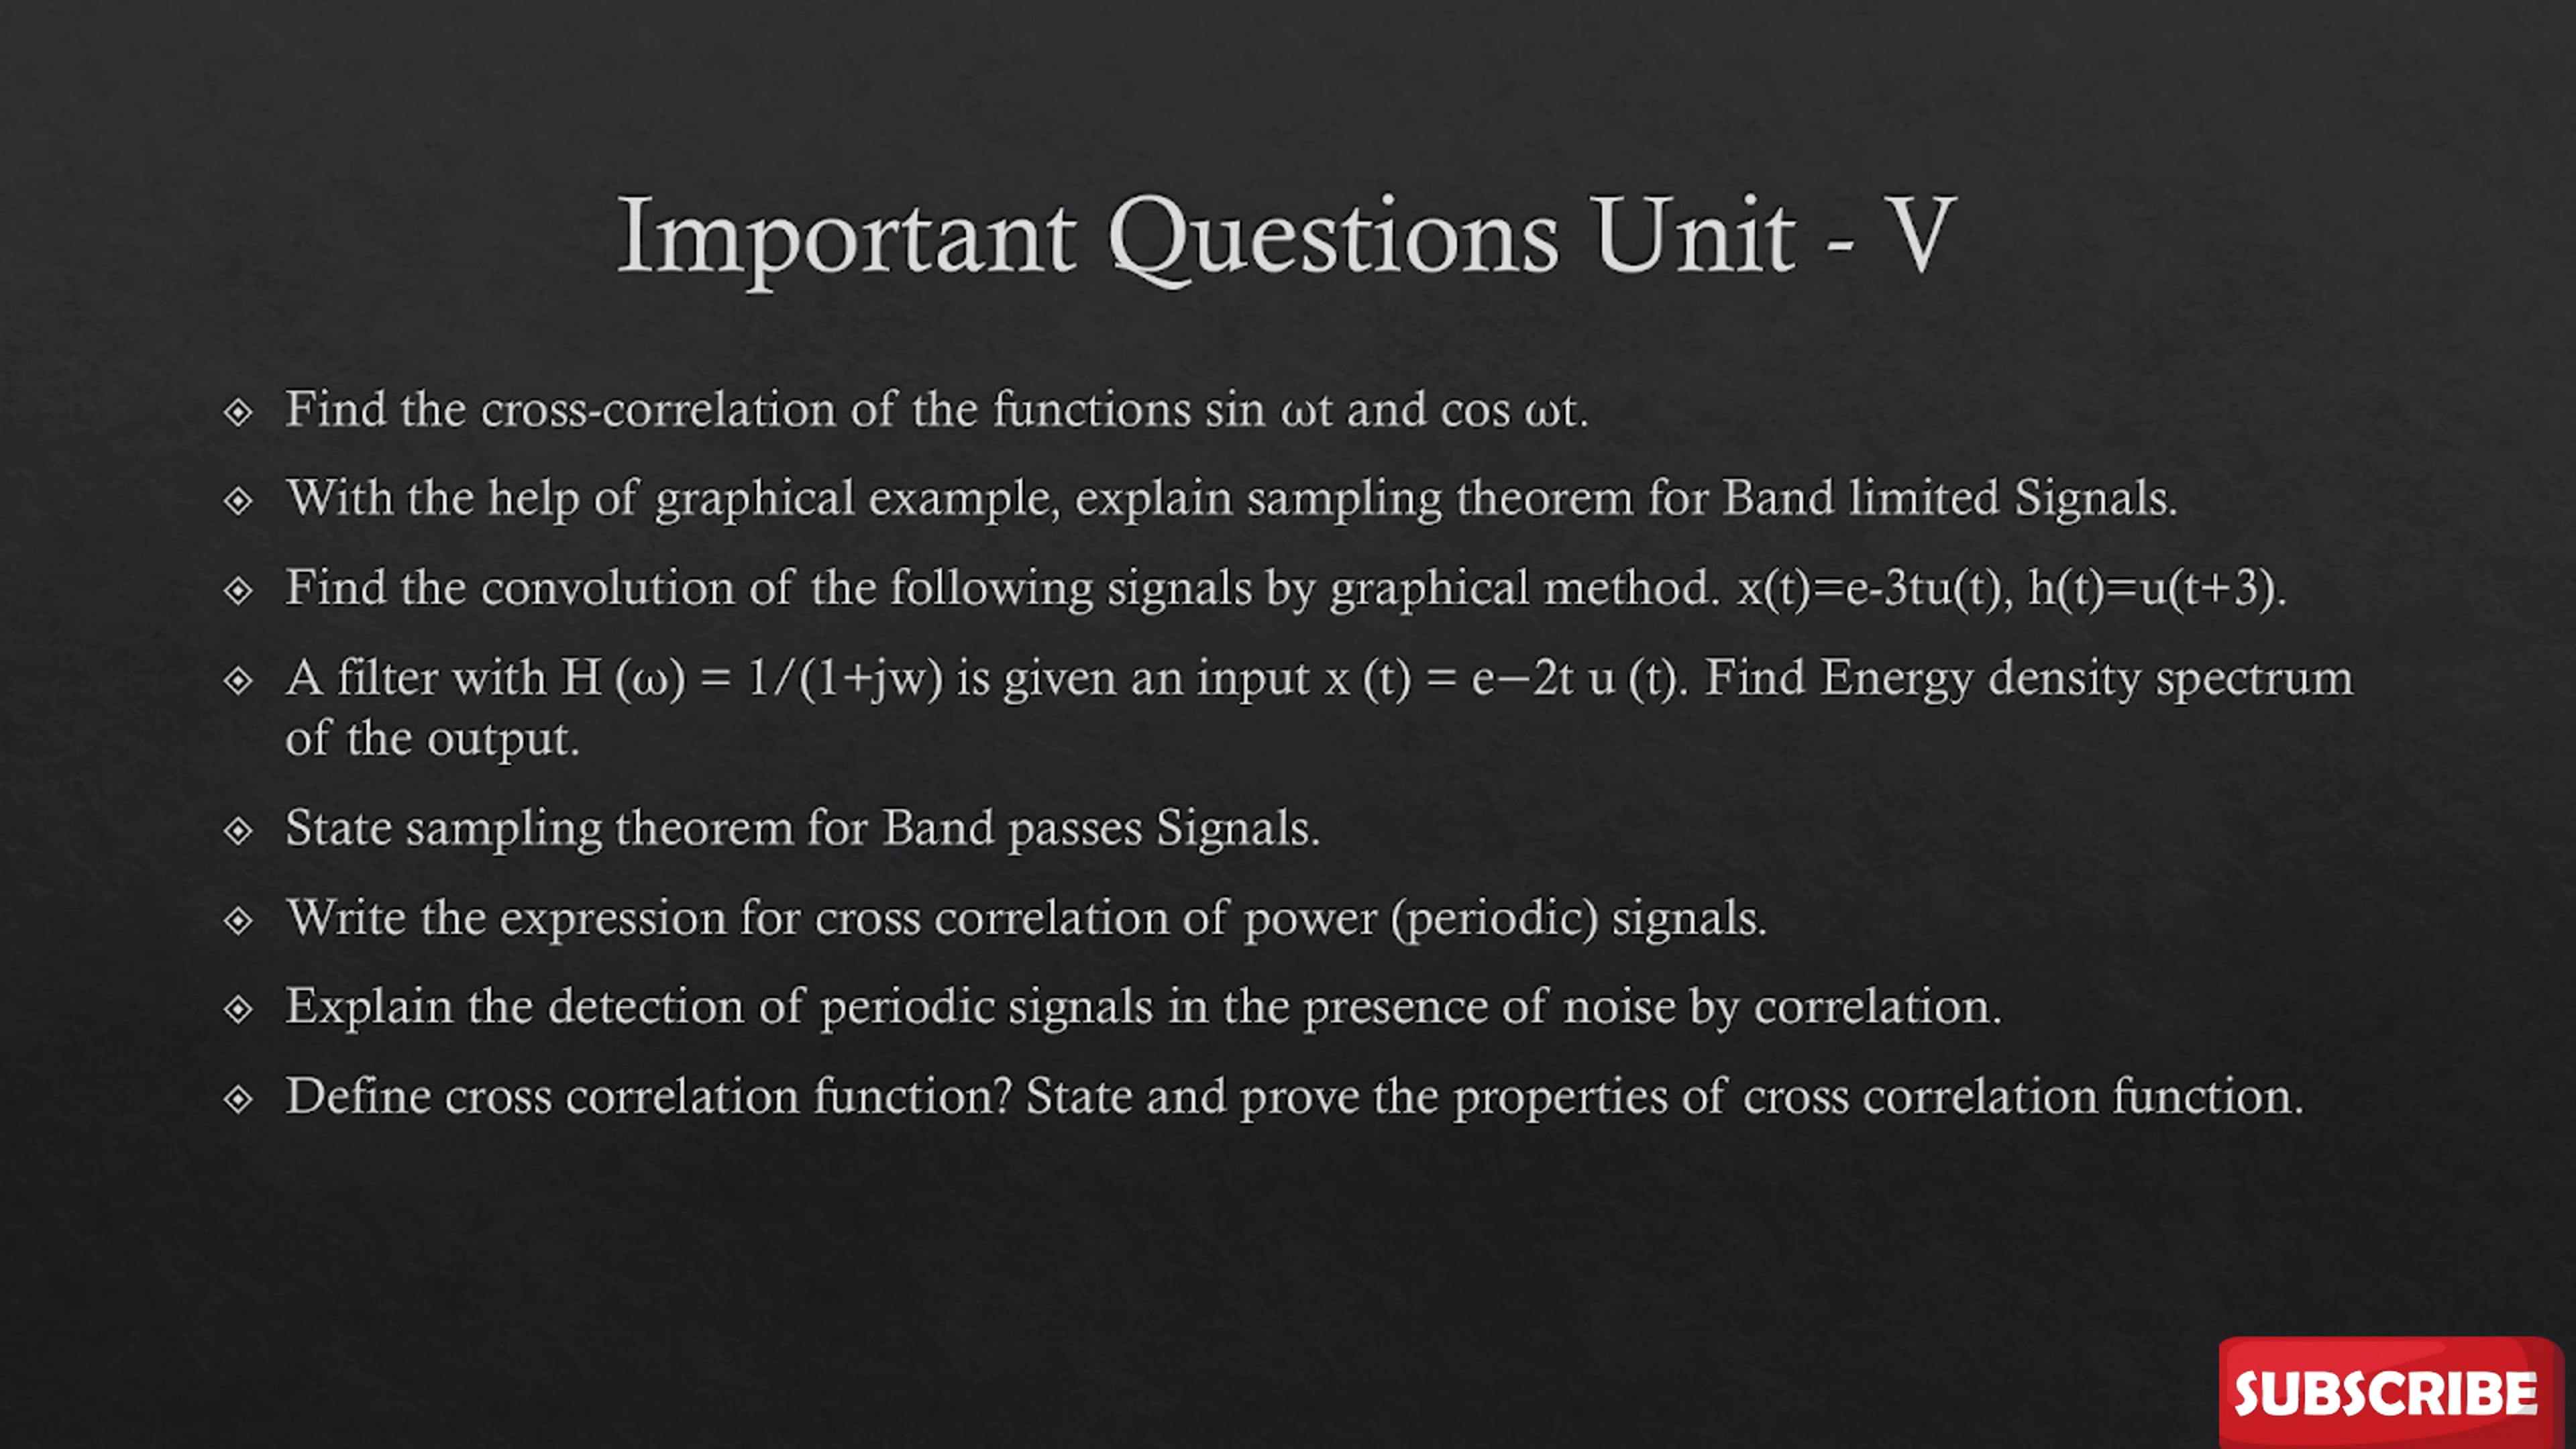 Important Questions Unit - V
Find the cross-correlation of the functions sin ωt and cos ωt.
With the help of graphical example, explain sampling theorem for Band limited Signals.
Find the convolution of the following signals by graphical method. x(t)=e-3tu(t), h(t)=u(t+3).
A filter with H (ω) = 1/(1+jw) is given an input x (t) = e−2t u (t). Find Energy density spectrum
of the output.
State sampling theorem for Band passes Signals.
Write the expression for cross correlation of power (periodic) signals.
Explain the detection of periodic signals in the presence of noise by correlation.
Define cross correlation function? State and prove the properties of cross correlation function.
SUBSCRIBE